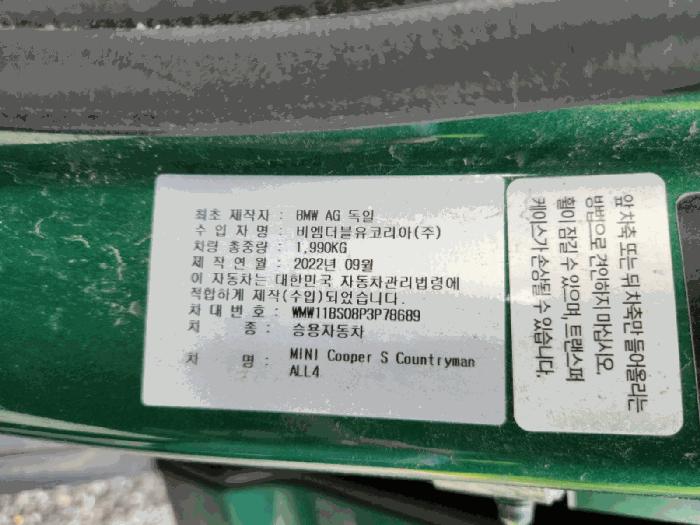 최초 제작자 : BMW AG 독일
수 입 자 명 : 비엠더블유코리아(주)
차량 총중량 : 1,990KG
제 작 연 월 : 2022년 09월
이 자동차는 대한민국 자동차관리법령에
적합하게 제작(수입)되었습니다.
차 대 번 호 : WMW11BS08P3P78689
차 종 : 승용자동차
차 명 : MINI Cooper S Countryman
ALL4
앞 차축 또는 뒤 차축만 들어올리는
방법으로 견인하지 마십시오
휠이 잠길 수 있으며, 트랜스퍼
케이스가 손상될 수 있습니다.